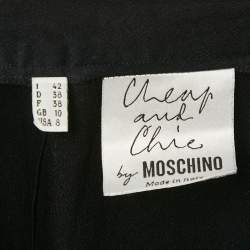 I 42
D 38
F 38
GB 10
USA 8
Cheap
and
Chic
by MOSCHINO
Made in Italy